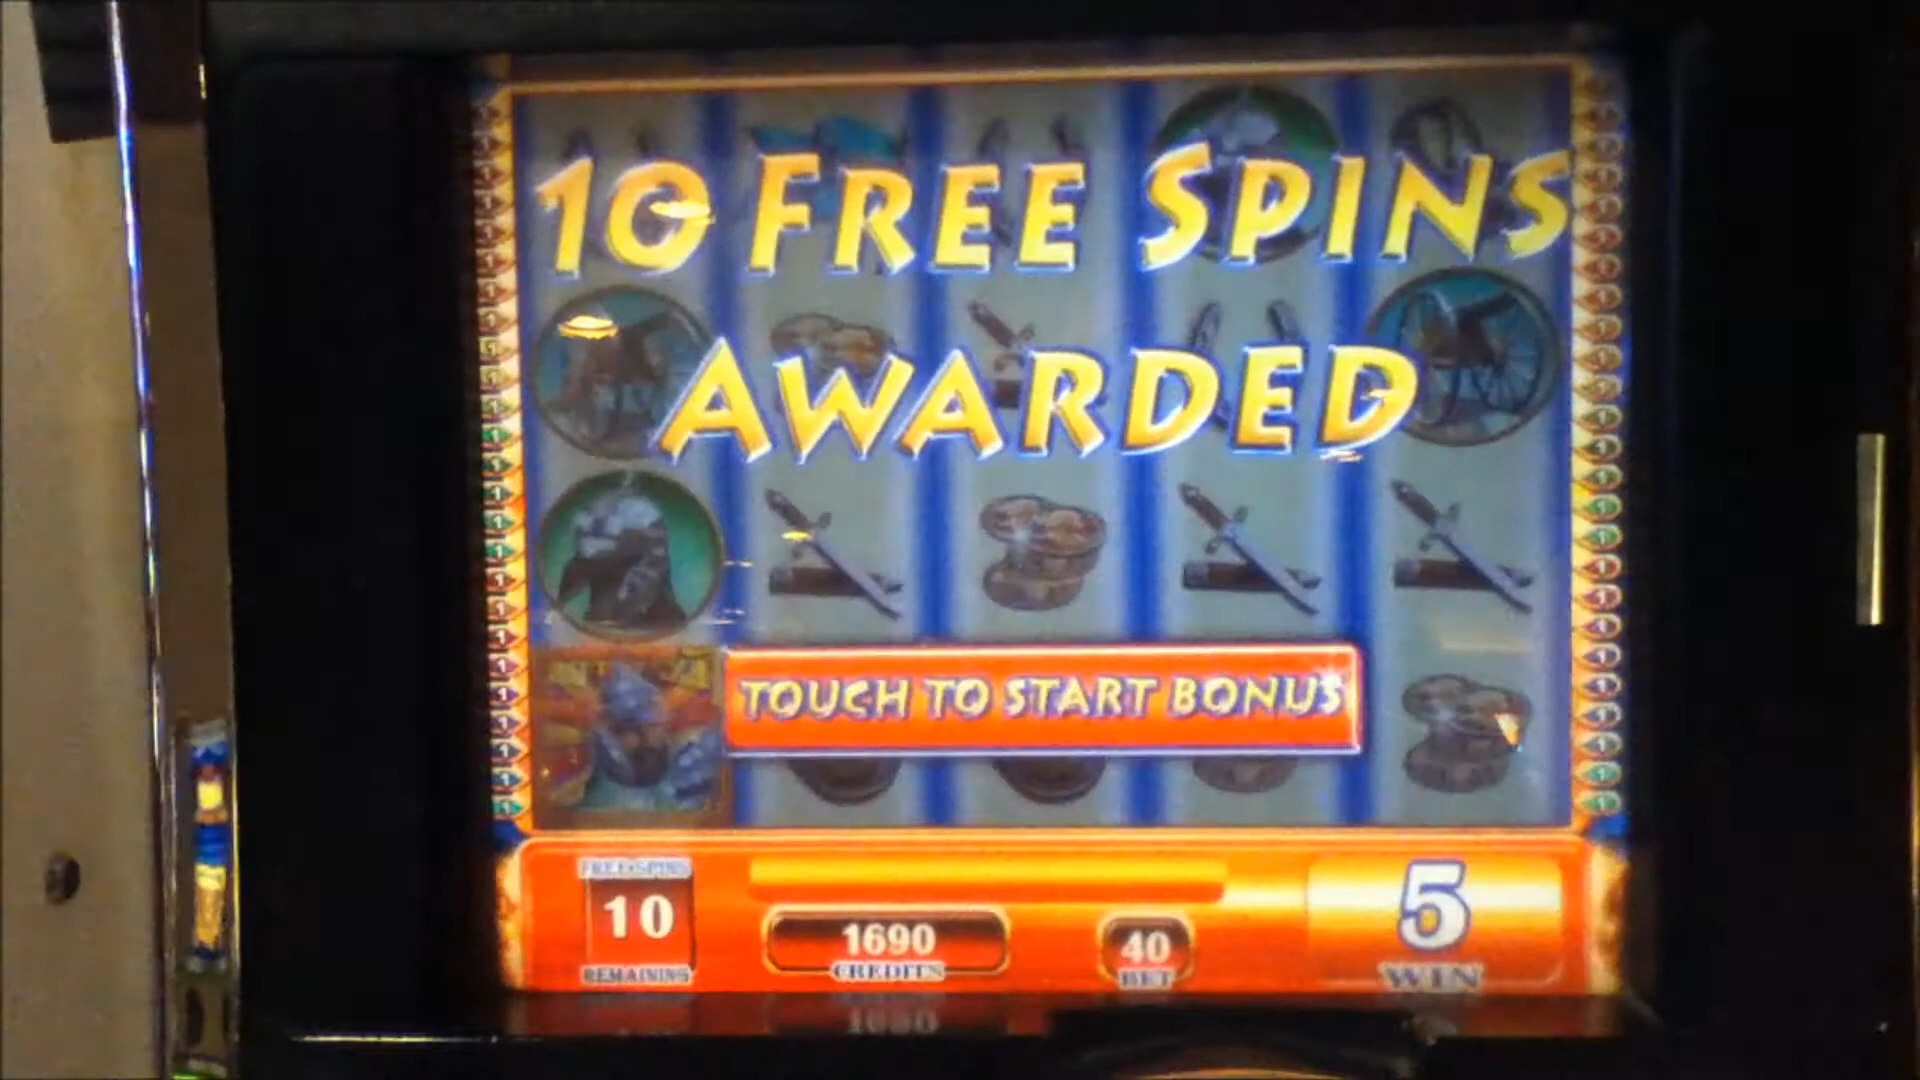 10 FREE SPINS
AWARDED
TOUCH TO START BONUS
FREE SPINS
10
REMAINING
1690
CREDITS
40
BET
5
WIN